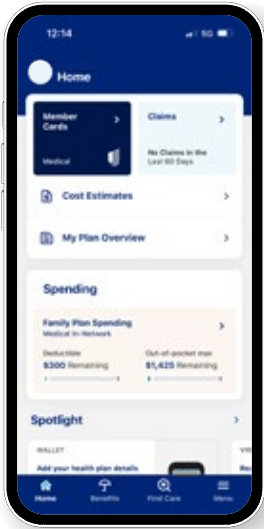 12:14
5G
Home
Member Cards
Medical
Claims
No Claims in the
Last 60 Days
Cost Estimates
My Plan Overview
Spending
Family Plan Spending
Medical In-Network
Deductible
$300 Remaining
Out-of-pocket max
$1,425 Remaining
Spotlight
WALLET
Add your health plan details
Home
Benefits
Find Care
Menu